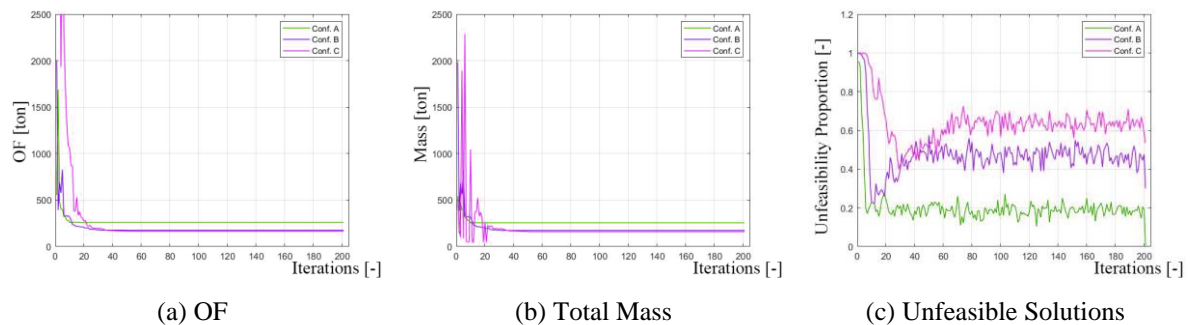 OF [ton]
2500
2000
1500
1000
500
0
0 20 40 60 80 100 120 140 160 180 200
Iterations [-]
Conf. A
Conf. B
Conf. C
(a) OF
Mass [ton]
2500
2000
1500
1000
500
0
0 20 40 60 80 100 120 140 160 180 200
Iterations [-]
Conf. A
Conf. B
Conf. C
(b) Total Mass
Unfeasibility Proportion [-]
1.2
1
0.8
0.6
0.4
0.2
0
0 20 40 60 80 100 120 140 160 180 200
Iterations [-]
Conf. A
Conf. B
Conf. C
(c) Unfeasible Solutions